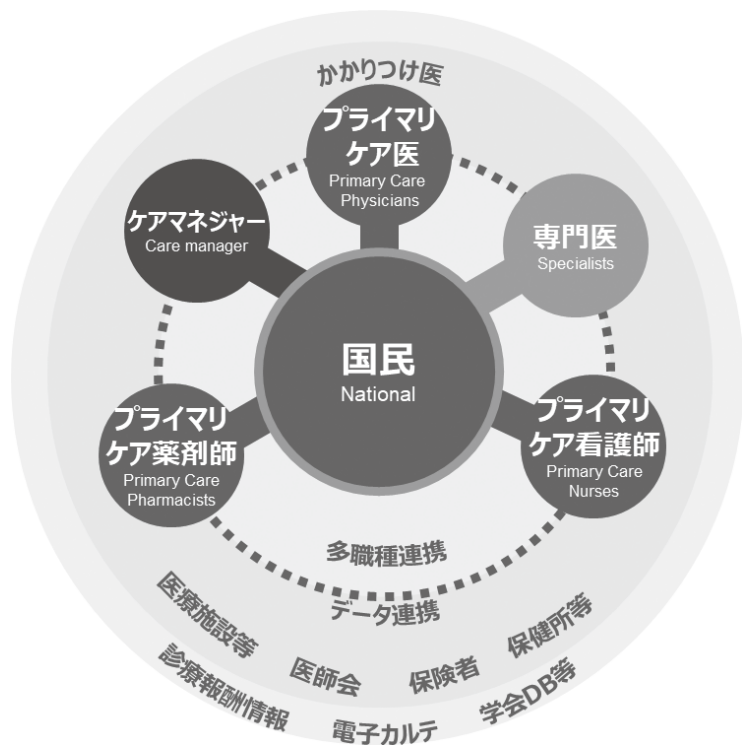 かかりつけ医
プライマリ
ケア医
Primary Care
Physicians
ケアマネジャー
Care manager
専門医
Specialists
国民
National
プライマリ
ケア薬剤師
Primary Care
Pharmacists
プライマリ
ケア看護師
Primary Care
Nurses
多職種連携
データ連携
医療施設等
医師会
保険者
保健所等
診療報酬情報
電子カルテ
学会DB等